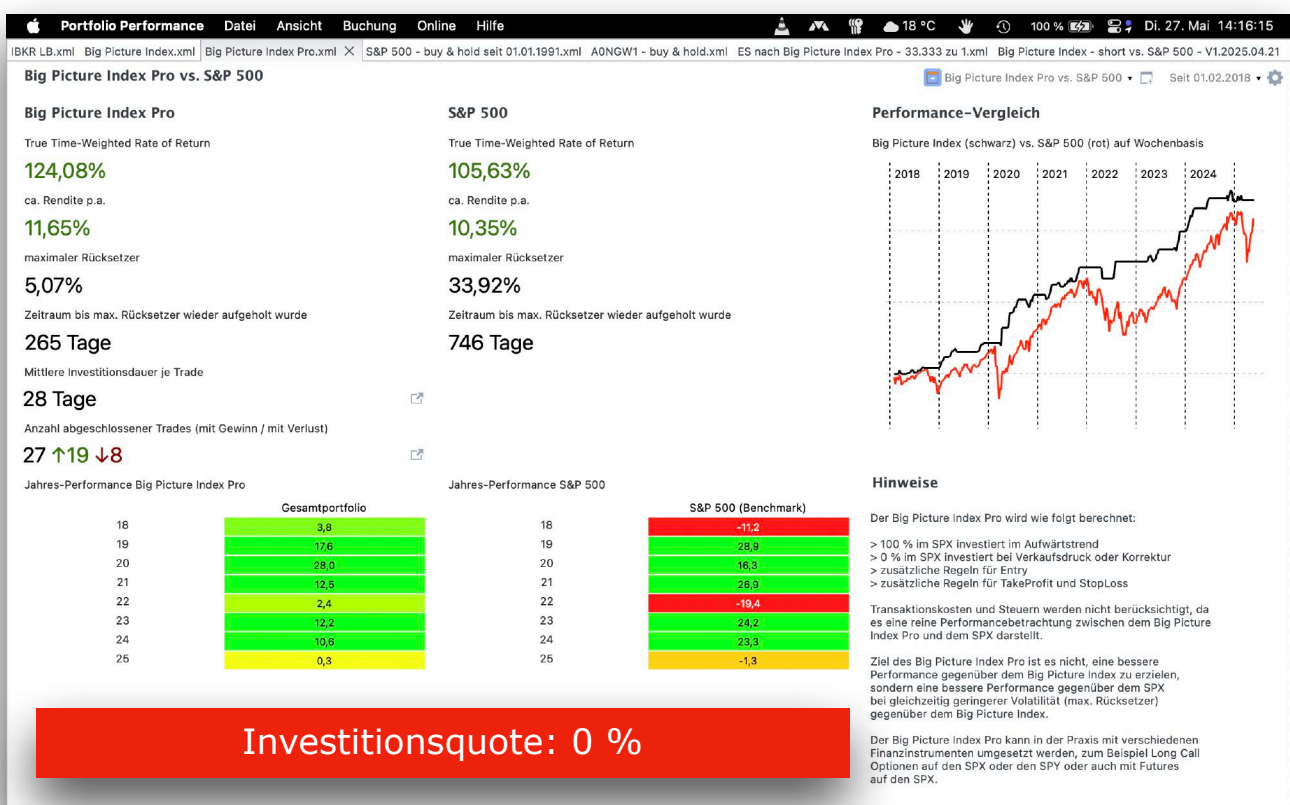 Portfolio Performance Datei Ansicht Buchung Online Hilfe 18 °C 100 % Di. 27. Mai 14:16:15
IBKR LB.xml Big Picture Index.xml Big Picture Index Pro.xml S&P 500 - buy & hold seit 01.01.1991.xml A0NGW1 - buy & hold.xml ES nach Big Picture Index Pro - 33.333 zu 1.xml Big Picture Index - short vs. S&P 500 - V1.2025.04.21
Big Picture Index Pro vs. S&P 500
Big Picture Index Pro vs. S&P 500 Seit 01.02.2018
Big Picture Index Pro
True Time-Weighted Rate of Return
124,08%
ca. Rendite p.a.
11,65%
maximaler Rücksetzer
5,07%
Zeitraum bis max. Rücksetzer wieder aufgeholt wurde
265 Tage
Mittlere Investitionsdauer je Trade
28 Tage
Anzahl abgeschlossener Trades (mit Gewinn / mit Verlust)
27 ↑19 ↓8
Jahres-Performance Big Picture Index Pro
Gesamtportfolio
18 3,8
19 17,6
20 28,0
21 12,5
22 2,4
23 12,2
24 10,6
25 0,3
S&P 500
True Time-Weighted Rate of Return
105,63%
ca. Rendite p.a.
10,35%
maximaler Rücksetzer
33,92%
Zeitraum bis max. Rücksetzer wieder aufgeholt wurde
746 Tage
Jahres-Performance S&P 500
S&P 500 (Benchmark)
18 -11,2
19 28,9
20 16,3
21 26,9
22 -19,4
23 24,2
24 23,3
25 -1,3
Performance-Vergleich
Big Picture Index (schwarz) vs. S&P 500 (rot) auf Wochenbasis
2018 2019 2020 2021 2022 2023 2024
Hinweise
Der Big Picture Index Pro wird wie folgt berechnet:
> 100 % im SPX investiert im Aufwärtstrend
> 0 % im SPX investiert bei Verkaufsdruck oder Korrektur
> zusätzliche Regeln für Entry
> zusätzliche Regeln für TakeProfit und StopLoss
Transaktionskosten und Steuern werden nicht berücksichtigt, da
es eine reine Performancebetrachtung zwischen dem Big Picture
Index Pro und dem SPX darstellt.
Ziel des Big Picture Index Pro ist es nicht, eine bessere
Performance gegenüber dem Big Picture Index zu erzielen,
sondern eine bessere Performance gegenüber dem SPX
bei gleichzeitig geringerer Volatilität (max. Rücksetzer)
gegenüber dem Big Picture Index.
Der Big Picture Index Pro kann in der Praxis mit verschiedenen
Finanzinstrumenten umgesetzt werden, zum Beispiel Long Call
Optionen auf den SPX oder den SPY oder auch mit Futures
auf den SPX.
Investitionsquote: 0 %